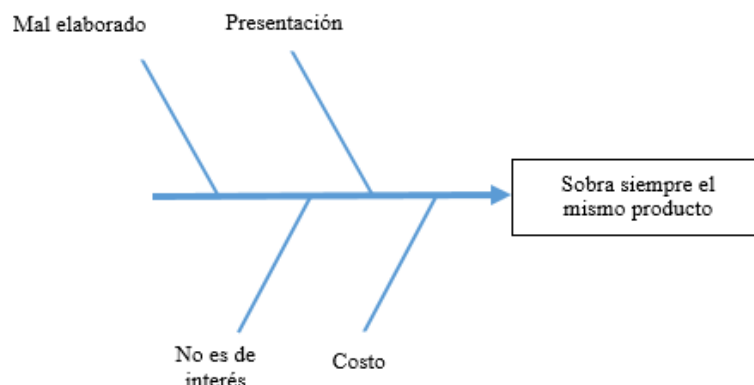 Mal elaborado
Presentación
Sobra siempre el
mismo producto
No es de
interés
Costo